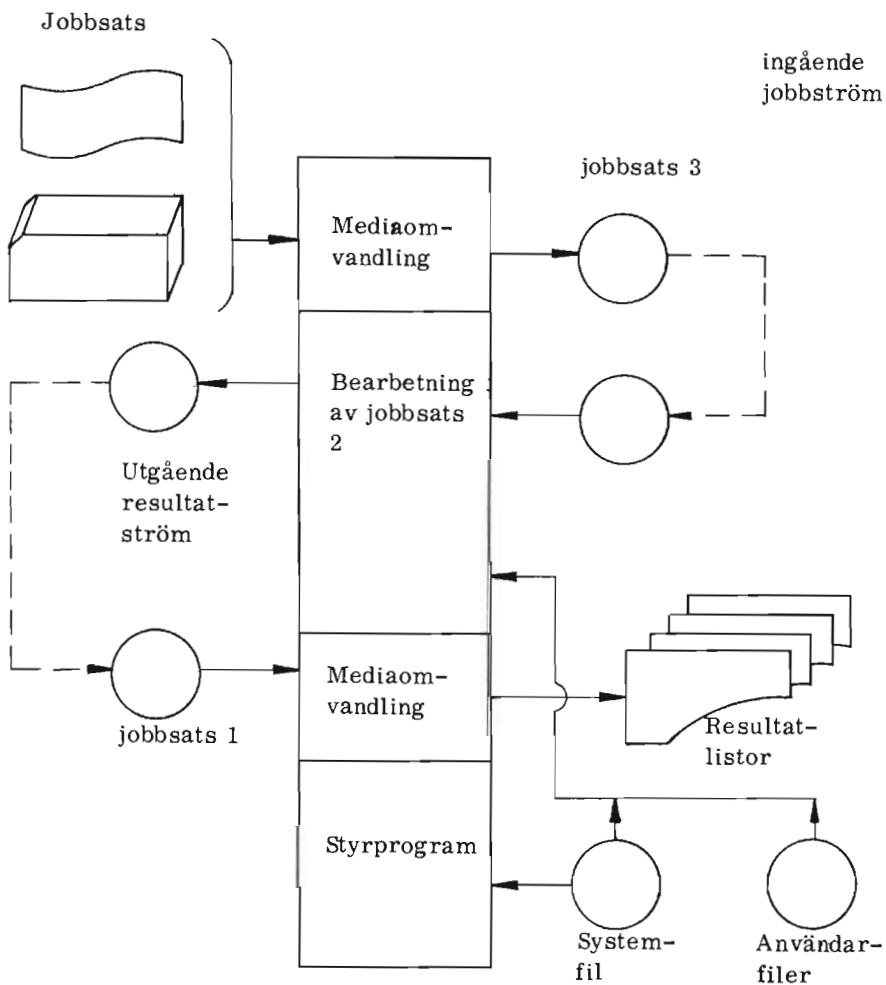 Jobbsats
ingående
jobbström
jobbsats 3
Mediaom-
vandling
Bearbetning
av jobbsats
2
Utgående
resultat-
ström
Mediaom-
vandling
jobbsats 1
Resultat-
listor
Styrprogram
System-
fil
Användar-
filer